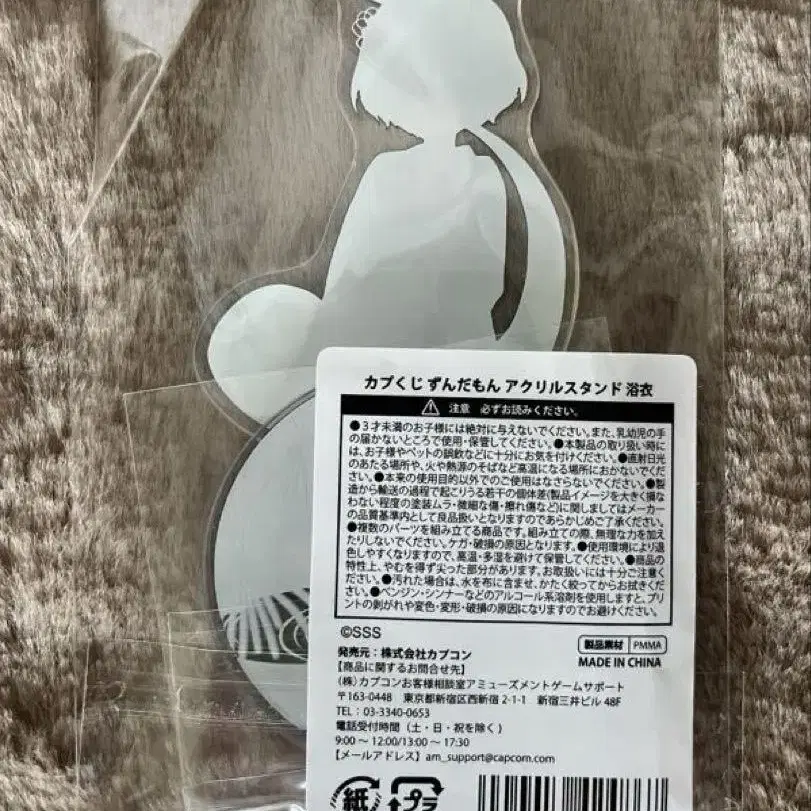 カプくじ ずんだもん アクリルスタンド 浴衣
注意 必ずお読みください。
●3才未満のお子様には絶対に与えないでください。また、乳幼児の手
の届かないところで使用・保管してください。●本製品の取り扱い時に
は、お子様やペットの誤飲などに十分にお気を付けください。●直射日光
のあたる場所や、火や熱源のそばなど高温になる場所におかないでくだ
さい。●本来の使用目的以外でのご使用はなさらないでください。●製
造から輸送の過程で起こりうる若干の個体差(製品イメージを大きく損な
わない程度の塗装ムラ・微細な傷・擦れ傷など)に関しましてはメーカー
の品質基準内として良品扱いとなりますのであらかじめご了承ください。
●複数のパーツを組み立てる商品です。組み立ての際、無理な力を加え
たりしないでください。ケガ・破損の原因となります。●使用環境により退
色しやすくなりますので、高温・多湿を避けて保管してください。●商品の
特性上、やむを得ず尖った部分があります。お取扱いには十分ご注意く
ださい。●汚れた場合は、水を布に含ませ、かたく絞ってからお拭きくだ
さい。●ベンジン・シンナーなどのアルコール系溶剤を使用しますと、プリ
ントの剥がれや変色・変形・破損の原因になりますのでお避けください。
©SSS
製品素材 PMMA
発売元:株式会社カプコン
MADE IN CHINA
【商品に関するお問合せ先】
(株)カプコンお客様相談室アミューズメントゲームサポート
〒163-0448 東京都新宿区西新宿 2-1-1 新宿三井ビル 48F
TEL:03-3340-0653
電話受付時間(土・日・祝を除く)
9:00 〜 12:00/13:00 〜 17:30
【メールアドレス】am_support@capcom.com
紙 プラ